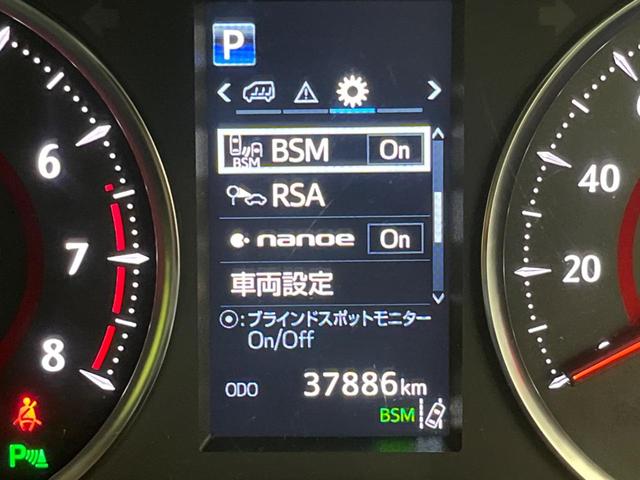 P
BSM
BSM On
RSA
nanoe On
車両設定
⦿:ブラインドスポットモニター
On/Off
ODO 37886km
BSM
6
7
8
P
40
20